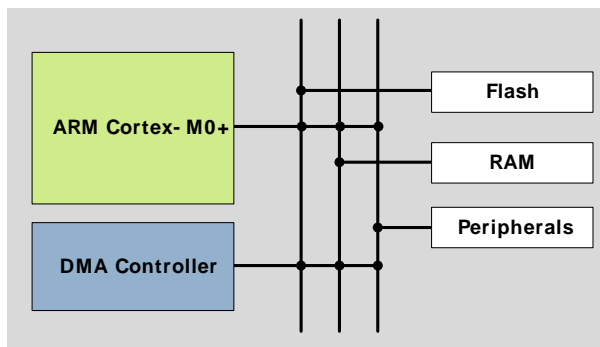 ARM Cortex- M0+
DMA Controller
Flash
RAM
Peripherals